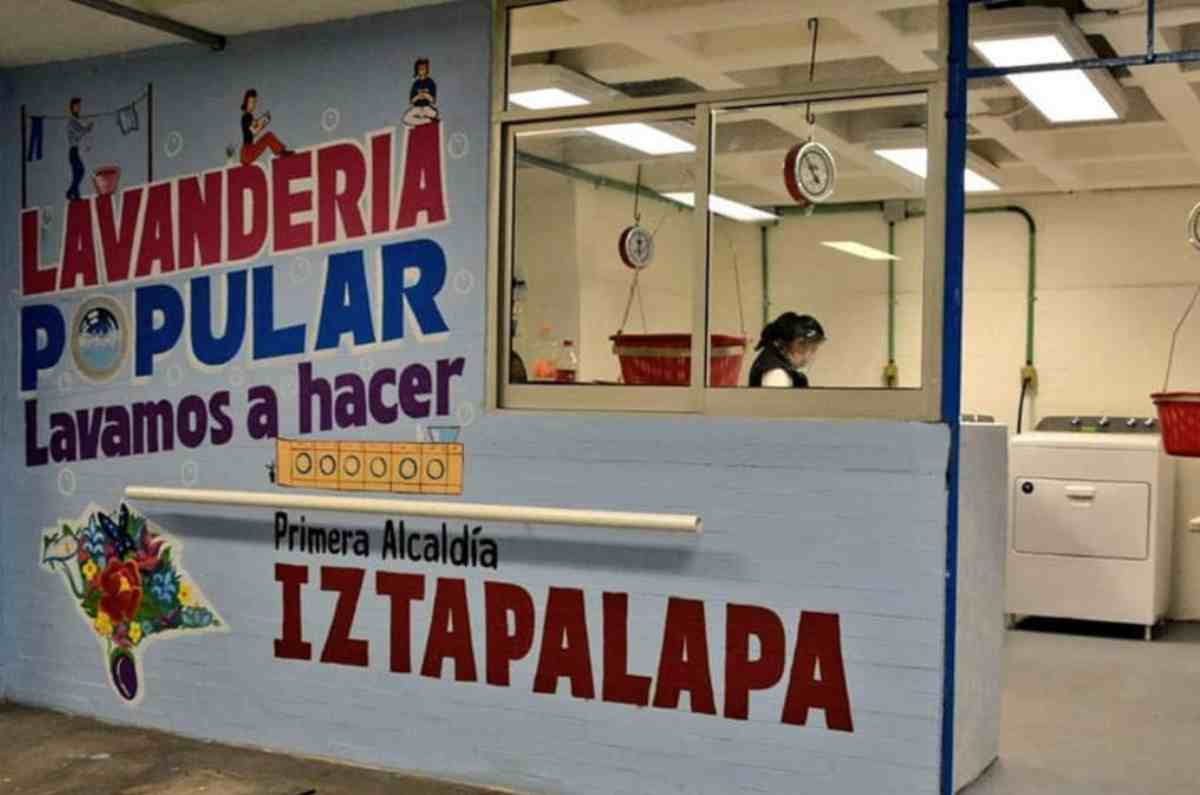 LAVANDERIA
POPULAR
Lavamos a hacer
Primera Alcaldía
IZTAPALAPA